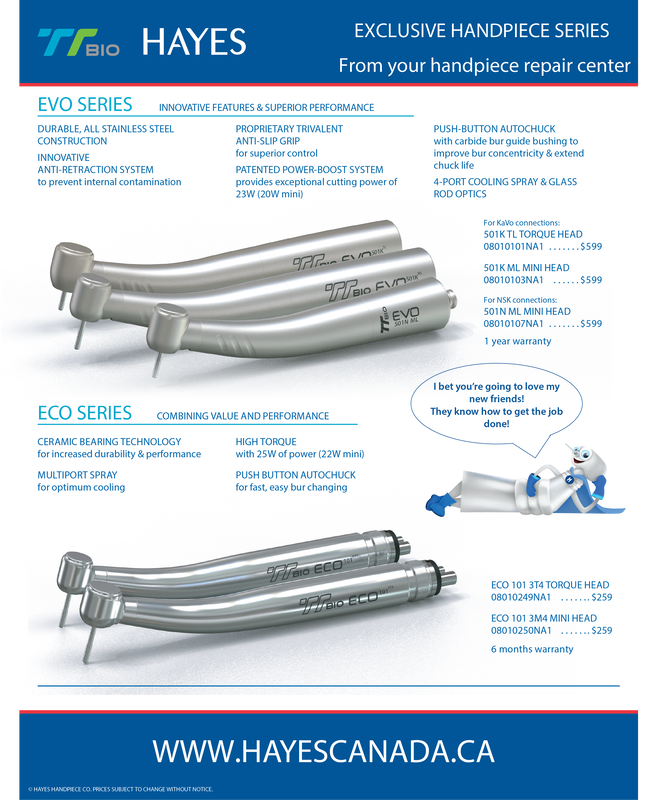 TTBIO HAYES
EXCLUSIVE HANDPIECE SERIES
From your handpiece repair center
EVO SERIES INNOVATIVE FEATURES & SUPERIOR PERFORMANCE
DURABLE, ALL STAINLESS STEEL
CONSTRUCTION
INNOVATIVE
ANTI-RETRACTION SYSTEM
to prevent internal contamination
PROPRIETARY TRIVALENT
ANTI-SLIP GRIP
for superior control
PATENTED POWER-BOOST SYSTEM
provides exceptional cutting power of
23W (20W mini)
PUSH-BUTTON AUTOCHUCK
with carbide bur guide bushing to
improve bur concentricity & extend
chuck life
4-PORT COOLING SPRAY & GLASS
ROD OPTICS
For KaVo connections:
501K TL TORQUE HEAD
08010101NA1 .......$599
501K ML MINI HEAD
08010103NA1 ......$599
For NSK connections:
501N ML MINI HEAD
08010107NA1 .......$599
1 year warranty
TTBIO EVO 501K
TTBIO EVO 501K
TTBIO EVO
501N ML
I bet you're going to love my
new friends!
They know how to get the job
done!
ECO SERIES COMBINING VALUE AND PERFORMANCE
CERAMIC BEARING TECHNOLOGY
for increased durability & performance
MULTIPORT SPRAY
for optimum cooling
HIGH TORQUE
with 25W of power (22W mini)
PUSH BUTTON AUTOCHUCK
for fast, easy bur changing
TTBIO ECO
TTBIO ECO
ECO 101 3T4 TORQUE HEAD
08010249NA1 .......$259
ECO 101 3M4 MINI HEAD
08010250NA1 .......$259
6 months warranty
WWW.HAYESCANADA.CA
© HAYES HANDPIECE CO. PRICES SUBJECT TO CHANGE WITHOUT NOTICE.